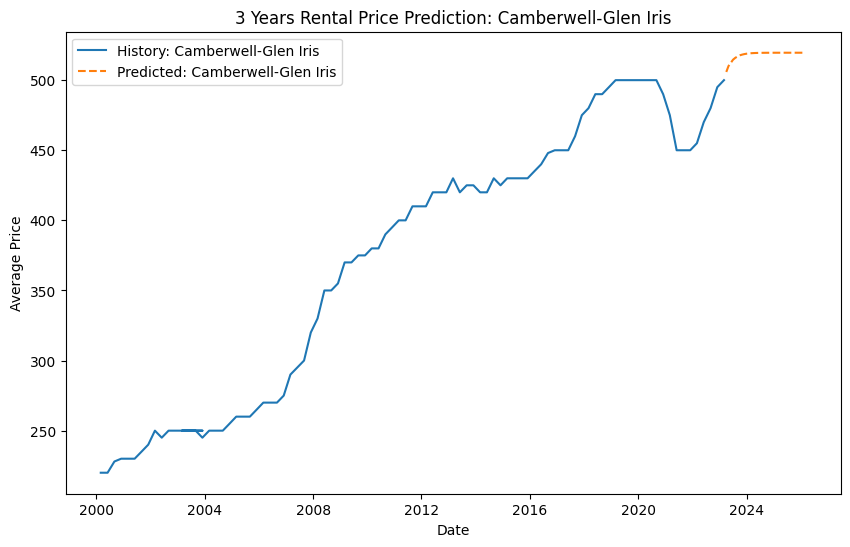 3 Years Rental Price Prediction: Camberwell-Glen Iris
History: Camberwell-Glen Iris
Predicted: Camberwell-Glen Iris
Average Price
500
450
400
350
300
250
2000 2004 2008 2012 2016 2020 2024
Date